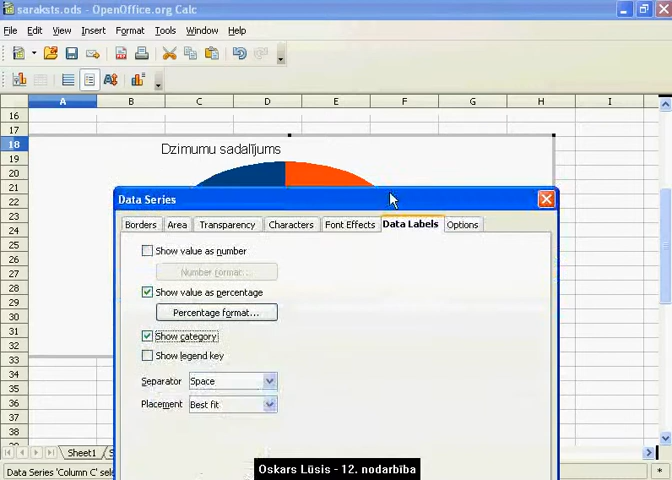 saraksts.ods - OpenOffice.org Calc
File Edit View Insert Format Tools Window Help
A B C D E F G H I
16
17
18
19
20
21
22
23
24
25
26
27
28
29
30
31
32
33
34
35
36
37
38
Dzimumu sadalījums
Data Series
Borders Area Transparency Characters Font Effects Data Labels Options
Show value as number
Number format...
Show value as percentage
Percentage format...
Show category
Show legend key
Separator Space
Placement Best fit
Sheet1
Data Series 'Column C' sel
Oskars Lūsis - 12. nodarbība
*